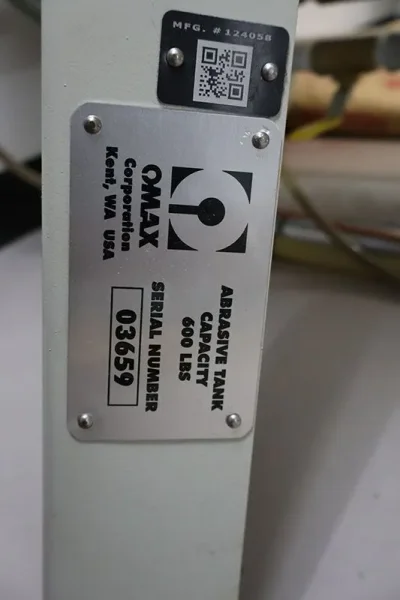 MFG. # 124058
OMAX
Corporation
Kent, WA USA
ABRASIVE TANK
CAPACITY
600 LBS
SERIAL NUMBER
03659